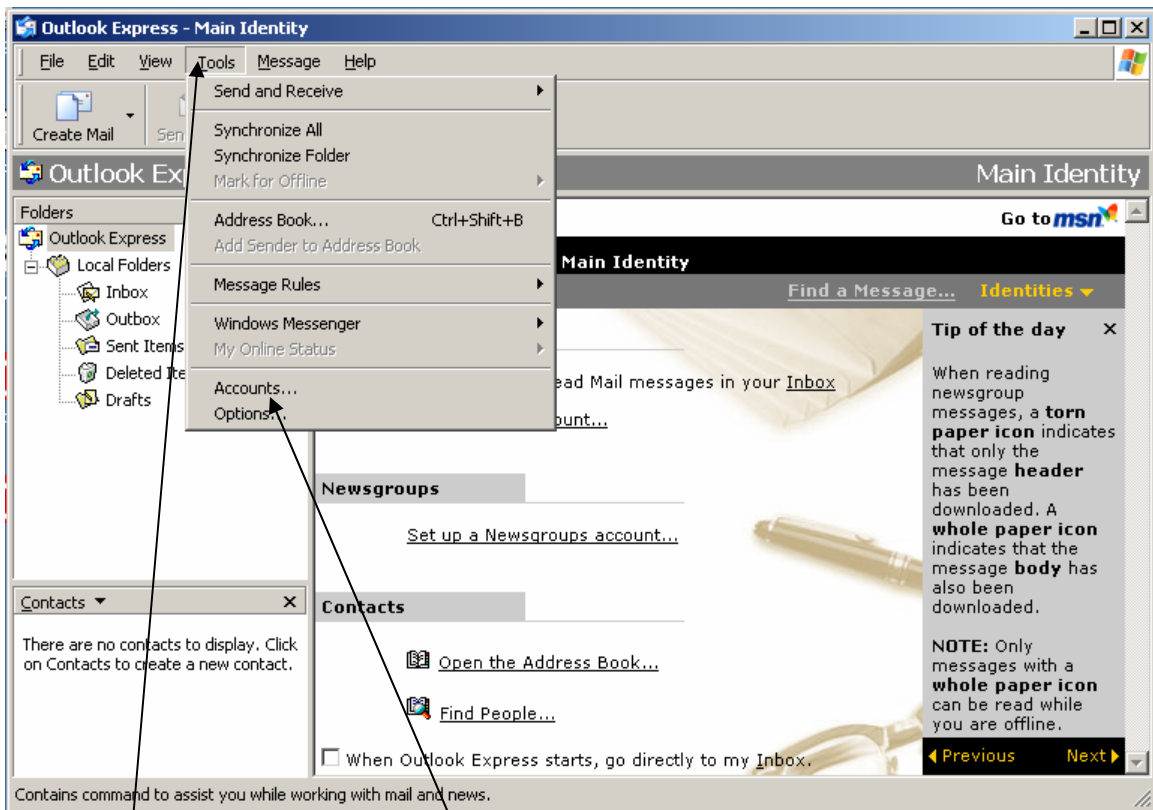 Outlook Express - Main Identity
File Edit View Tools Message Help
Create Mail
Sen
Send and Receive
Synchronize All
Synchronize Folder
Mark for Offline
Address Book... Ctrl+Shift+B
Add Sender to Address Book
Message Rules
Windows Messenger
My Online Status
Accounts...
Options...
Outlook Ex
Main Identity
Folders
Outlook Express
Local Folders
Inbox
Outbox
Sent Items
Deleted Ite
Drafts
Contacts
There are no contacts to display. Click
on Contacts to create a new contact.
Go to msn
Main Identity
Find a Message... Identities
ead Mail messages in your Inbox
ount...
Newsgroups
Set up a Newsgroups account...
Contacts
Open the Address Book...
Find People...
When Outlook Express starts, go directly to my Inbox.
Tip of the day
When reading
newsgroup
messages, a torn
paper icon indicates
that only the
message header
has been
downloaded. A
whole paper icon
indicates that the
message body has
also been
downloaded.
NOTE: Only
messages with a
whole paper icon
can be read while
you are offline.
Previous Next
Contains command to assist you while working with mail and news.